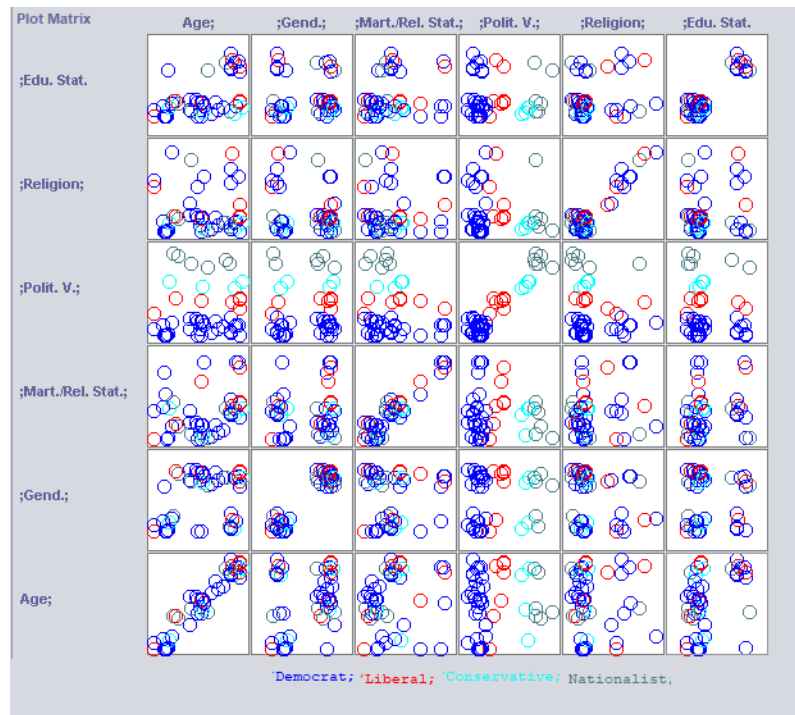 Plot Matrix Age; ;Gend.; ;Mart./Rel. Stat.; ;Polit. V.; ;Religion; ;Edu. Stat.
;Edu. Stat.
;Religion;
;Polit. V.;
;Mart./Rel. Stat.;
;Gend.;
Age;
'Democrat; 'Liberal; 'Conservative; Nationalist;